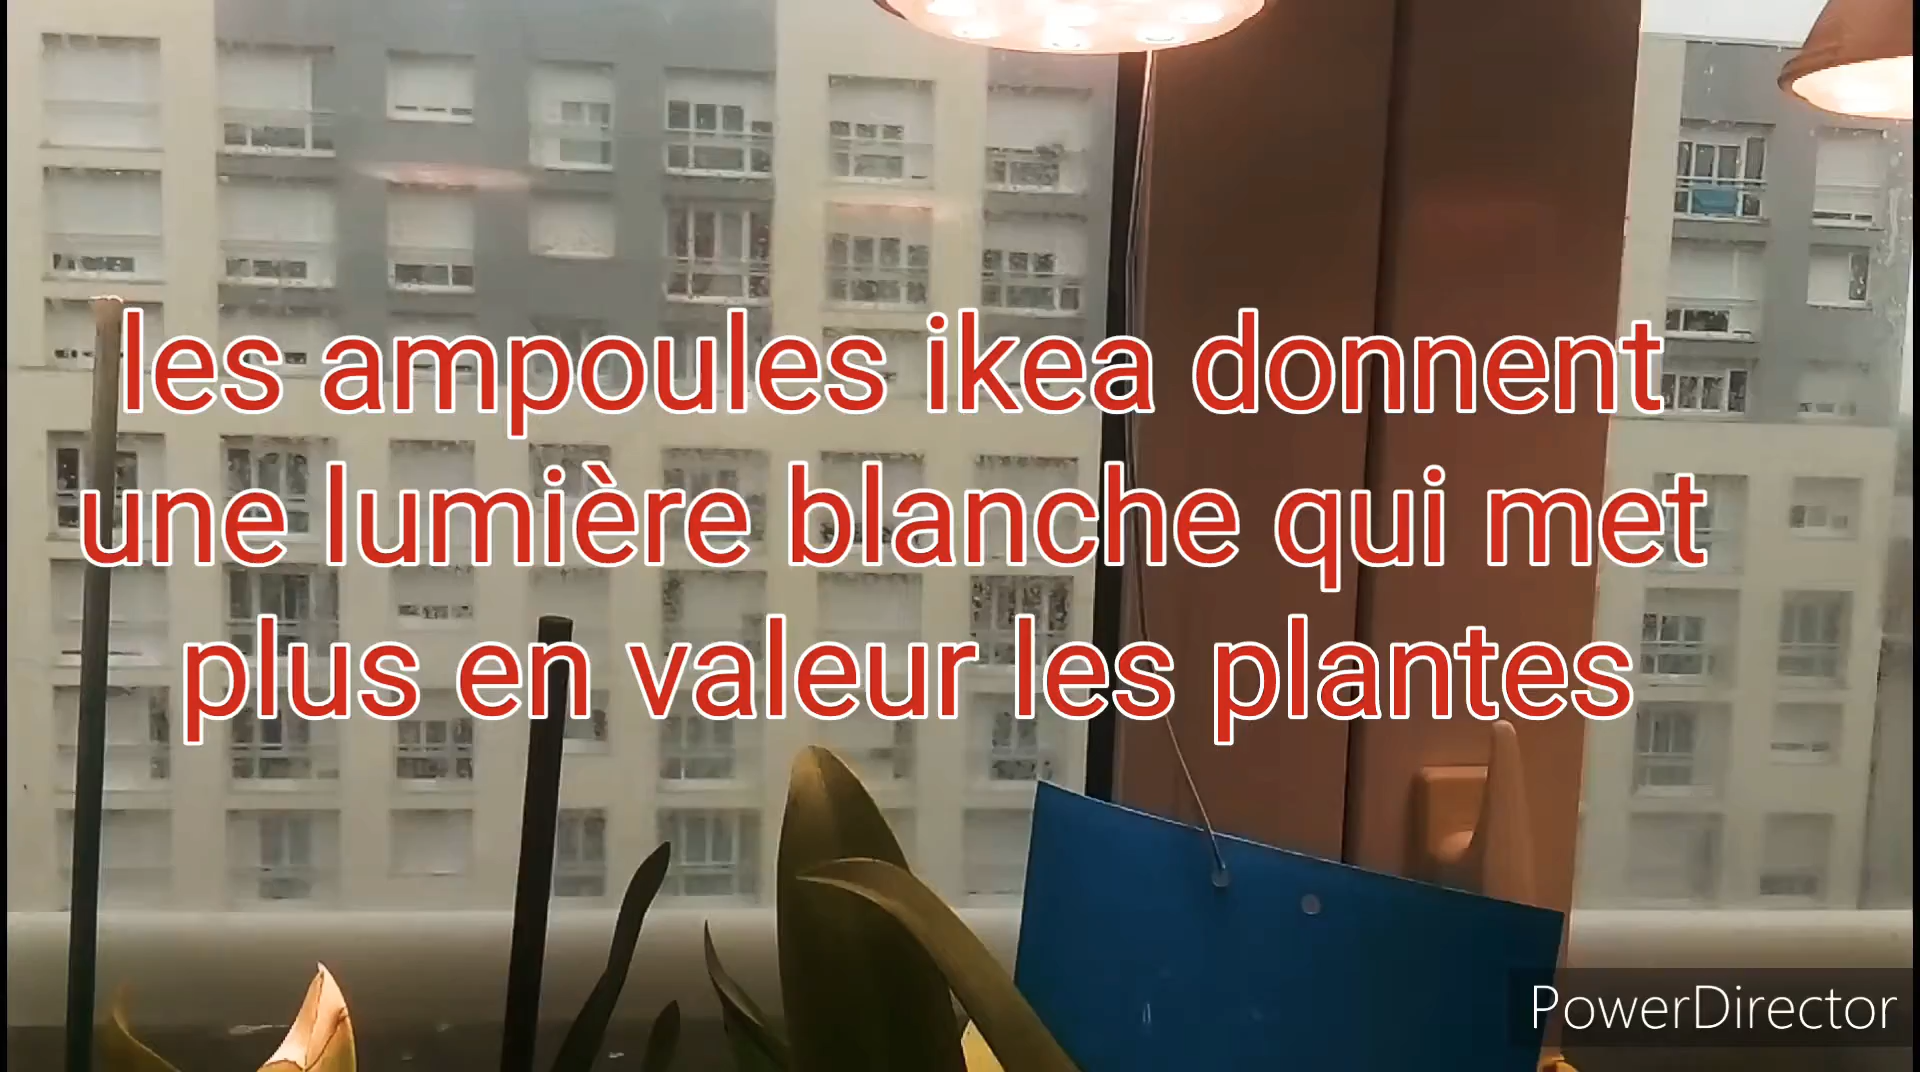 les ampoules ikea donnent
une lumière blanche qui met
plus en valeur les plantes
PowerDirector